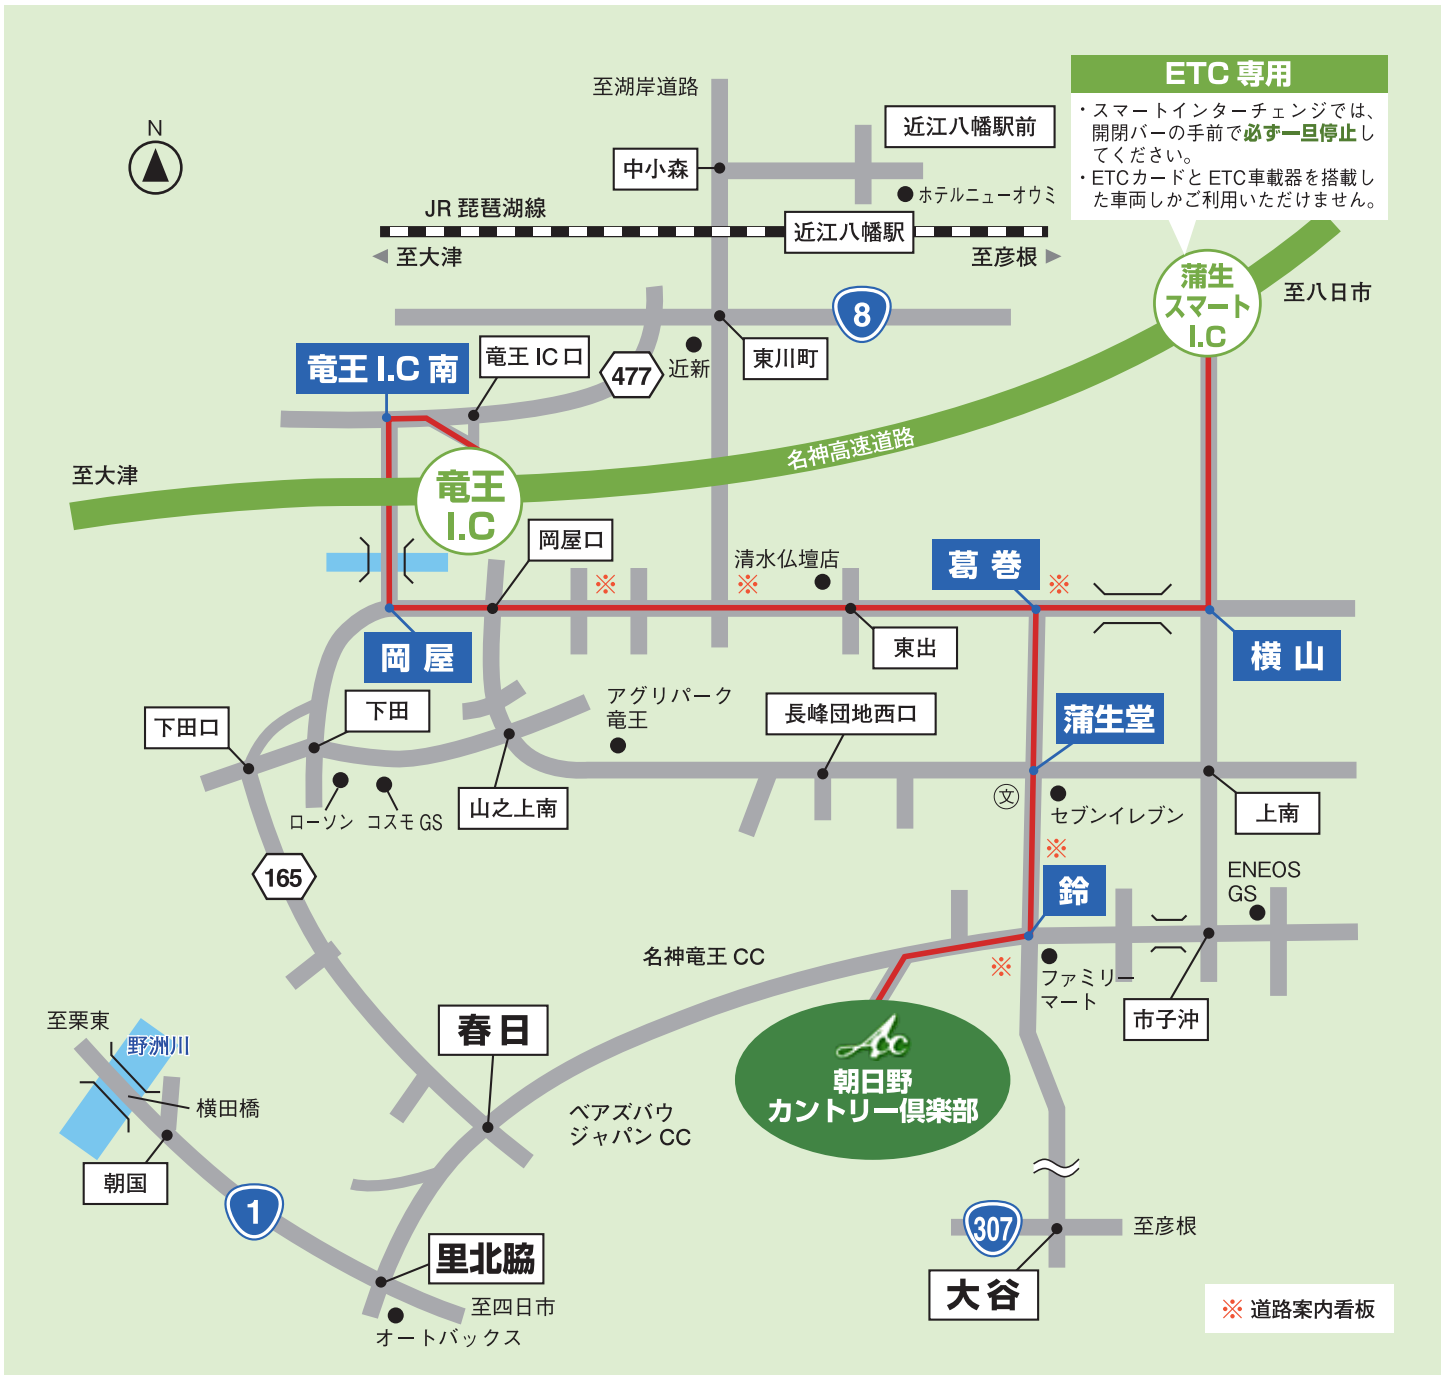 ETC 専用
・スマートインターチェンジでは、
開閉バーの手前で必ず一旦停止し
てください。
・ETCカードと ETC車載器を搭載し
た車両しかご利用いただけません。
至湖岸道路
近江八幡駅前
N
中小森
ホテルニューオウミ
JR 琵琶湖線
近江八幡駅
至大津
至彦根
蒲生
スマート
I.C
至八日市
8
竜王 I.C 南
竜王 IC 口
477
近新
東川町
名神高速道路
至大津
竜王
I.C
岡屋口
清水仏壇店
葛 巻
※
※
※
岡 屋
東出
横 山
下田口
下田
アグリパーク
竜王
長峰団地西口
蒲生堂
ローソン
コスモ GS
山之上南
文
セブンイレブン
上南
※
165
鈴
ENEOS
GS
名神竜王 CC
※
ファミリー
マート
市子沖
至栗東
野洲川
春日
Acc
朝日野
カントリー倶楽部
横田橋
ベアズバウ
ジャパン CC
朝国
1
307
至彦根
里北脇
大谷
至四日市
オートバックス
※ 道路案内看板